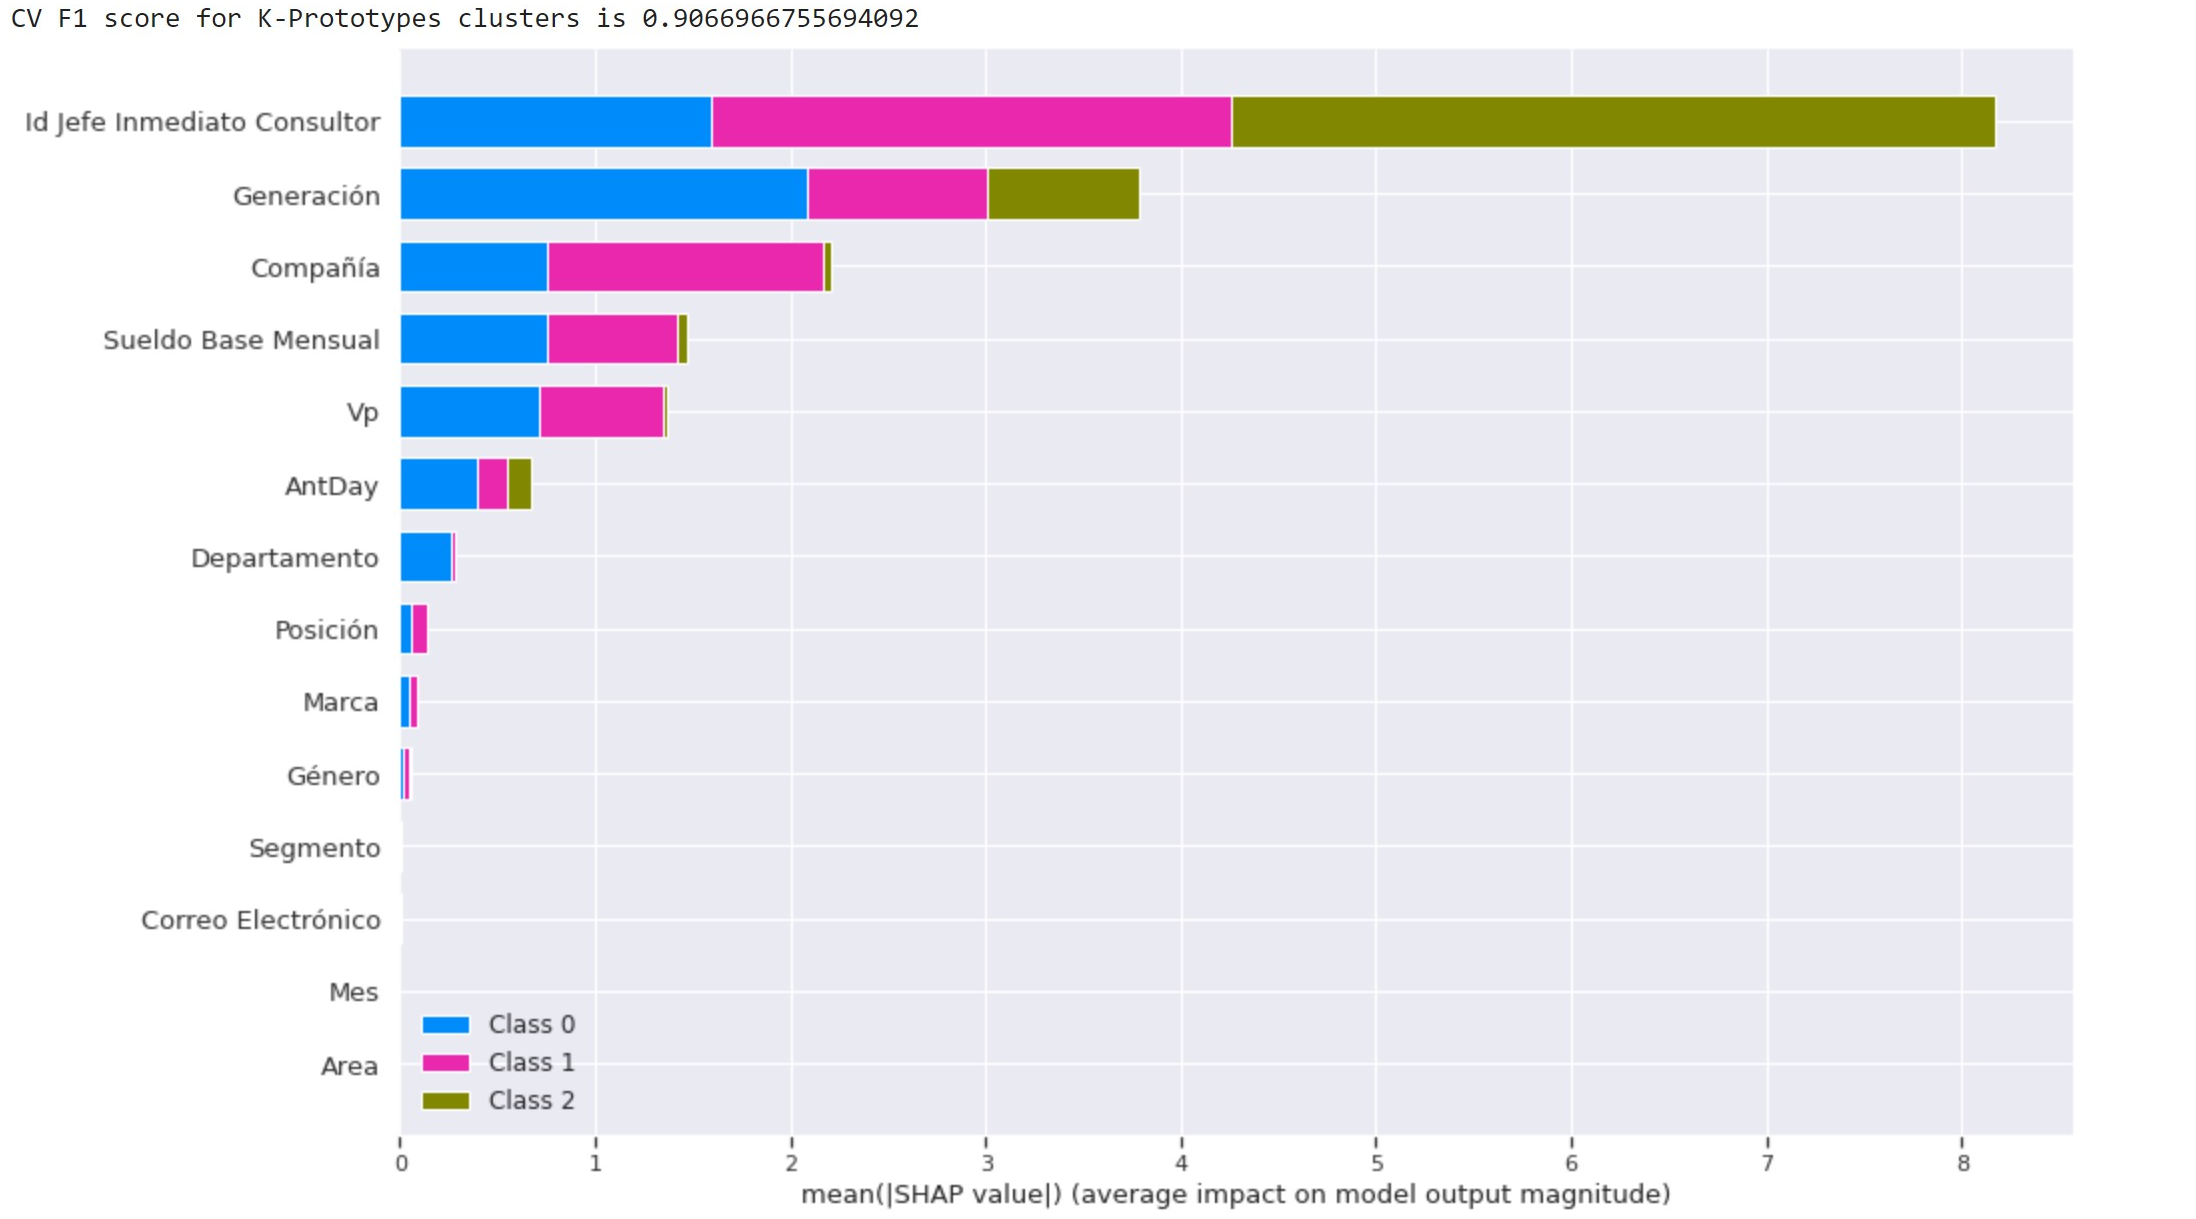 CV F1 score for K-Prototypes clusters is 0.9066966755694092
Id Jefe Inmediato Consultor
Generación
Compañía
Sueldo Base Mensual
Vp
AntDay
Departamento
Posición
Marca
Género
Segmento
Correo Electrónico
Mes
Area
Class 0
Class 1
Class 2
0 1 2 3 4 5 6 7 8
mean(|SHAP value|) (average impact on model output magnitude)